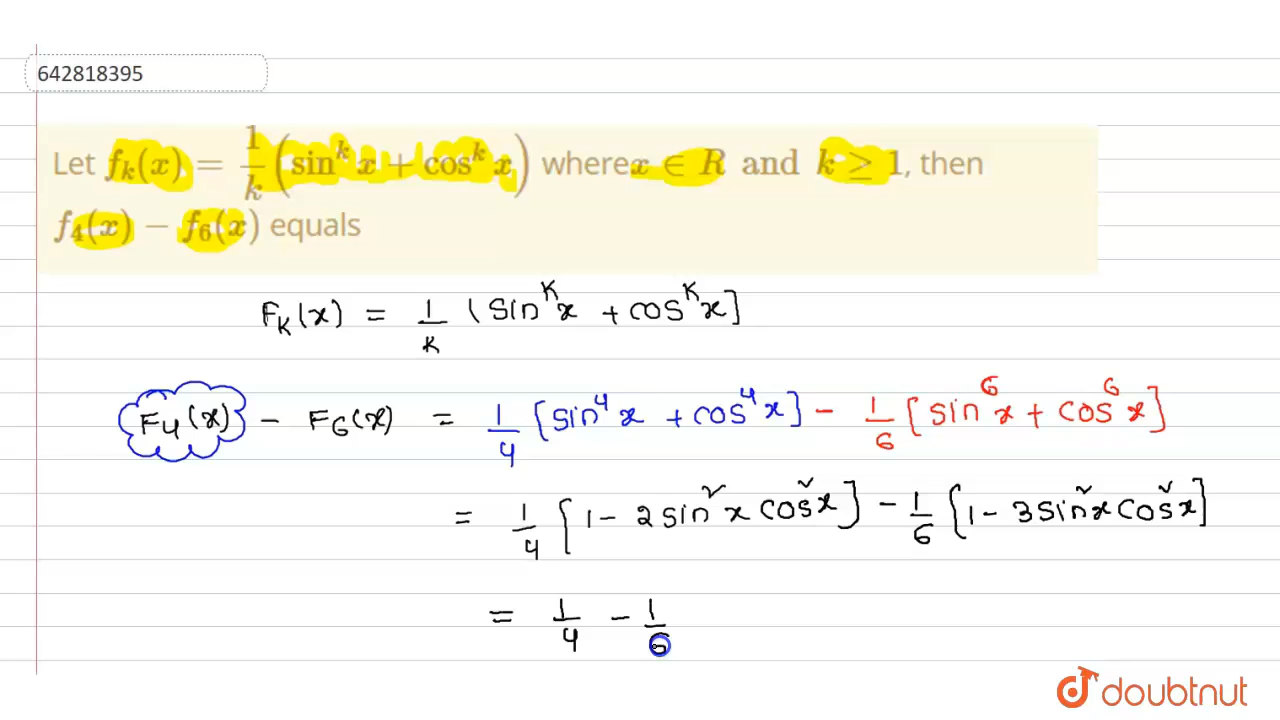 642818395
Let f_k(x) = 1/k (sin^k x + cos^k x) where x ∈ R and k ≥ 1, then
f_4(x) − f_6(x) equals
F_K(x) = 1/K (sin^K x + cos^K x]
F_4(x) - F_6(x) = 1/4 [sin^4 x + cos^4 x] - 1/6 [sin^6 x + cos^6 x]
= 1/4 [1 - 2 sin^2 x cos^2 x] - 1/6 [1 - 3 sin^2 x cos^2 x]
= 1/4 - 1/6
doubtnut